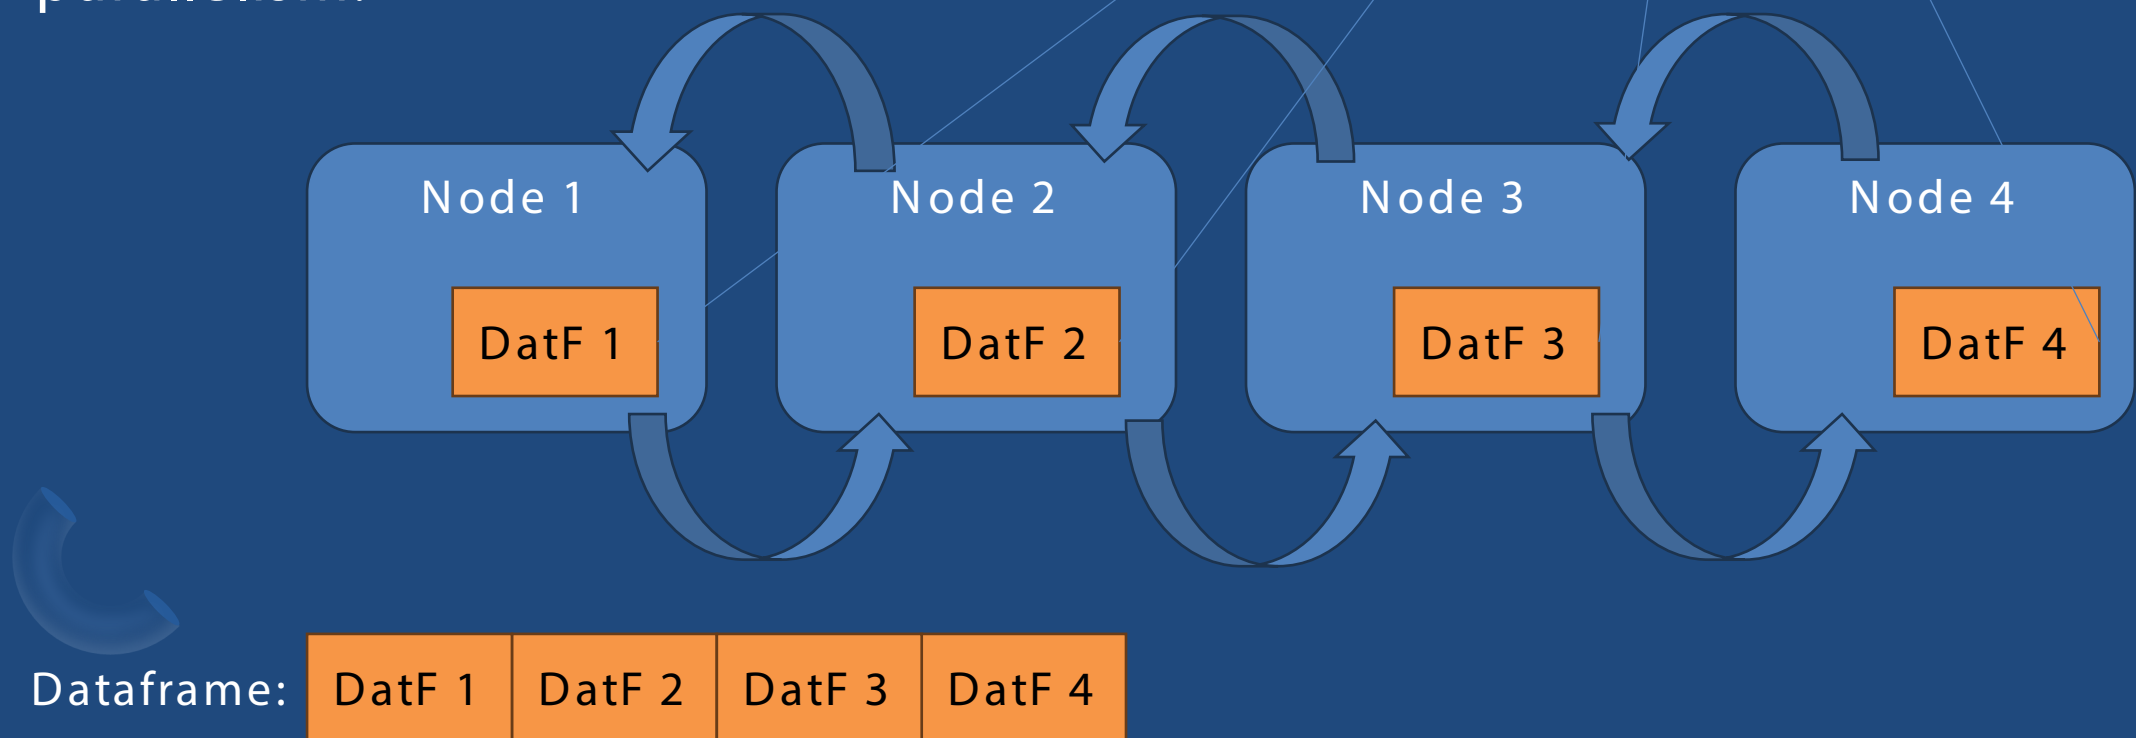 Node 1
Node 2
Node 3
Node 4
DatF 1
DatF 2
DatF 3
DatF 4
Dataframe:
DatF 1
DatF 2
DatF 3
DatF 4